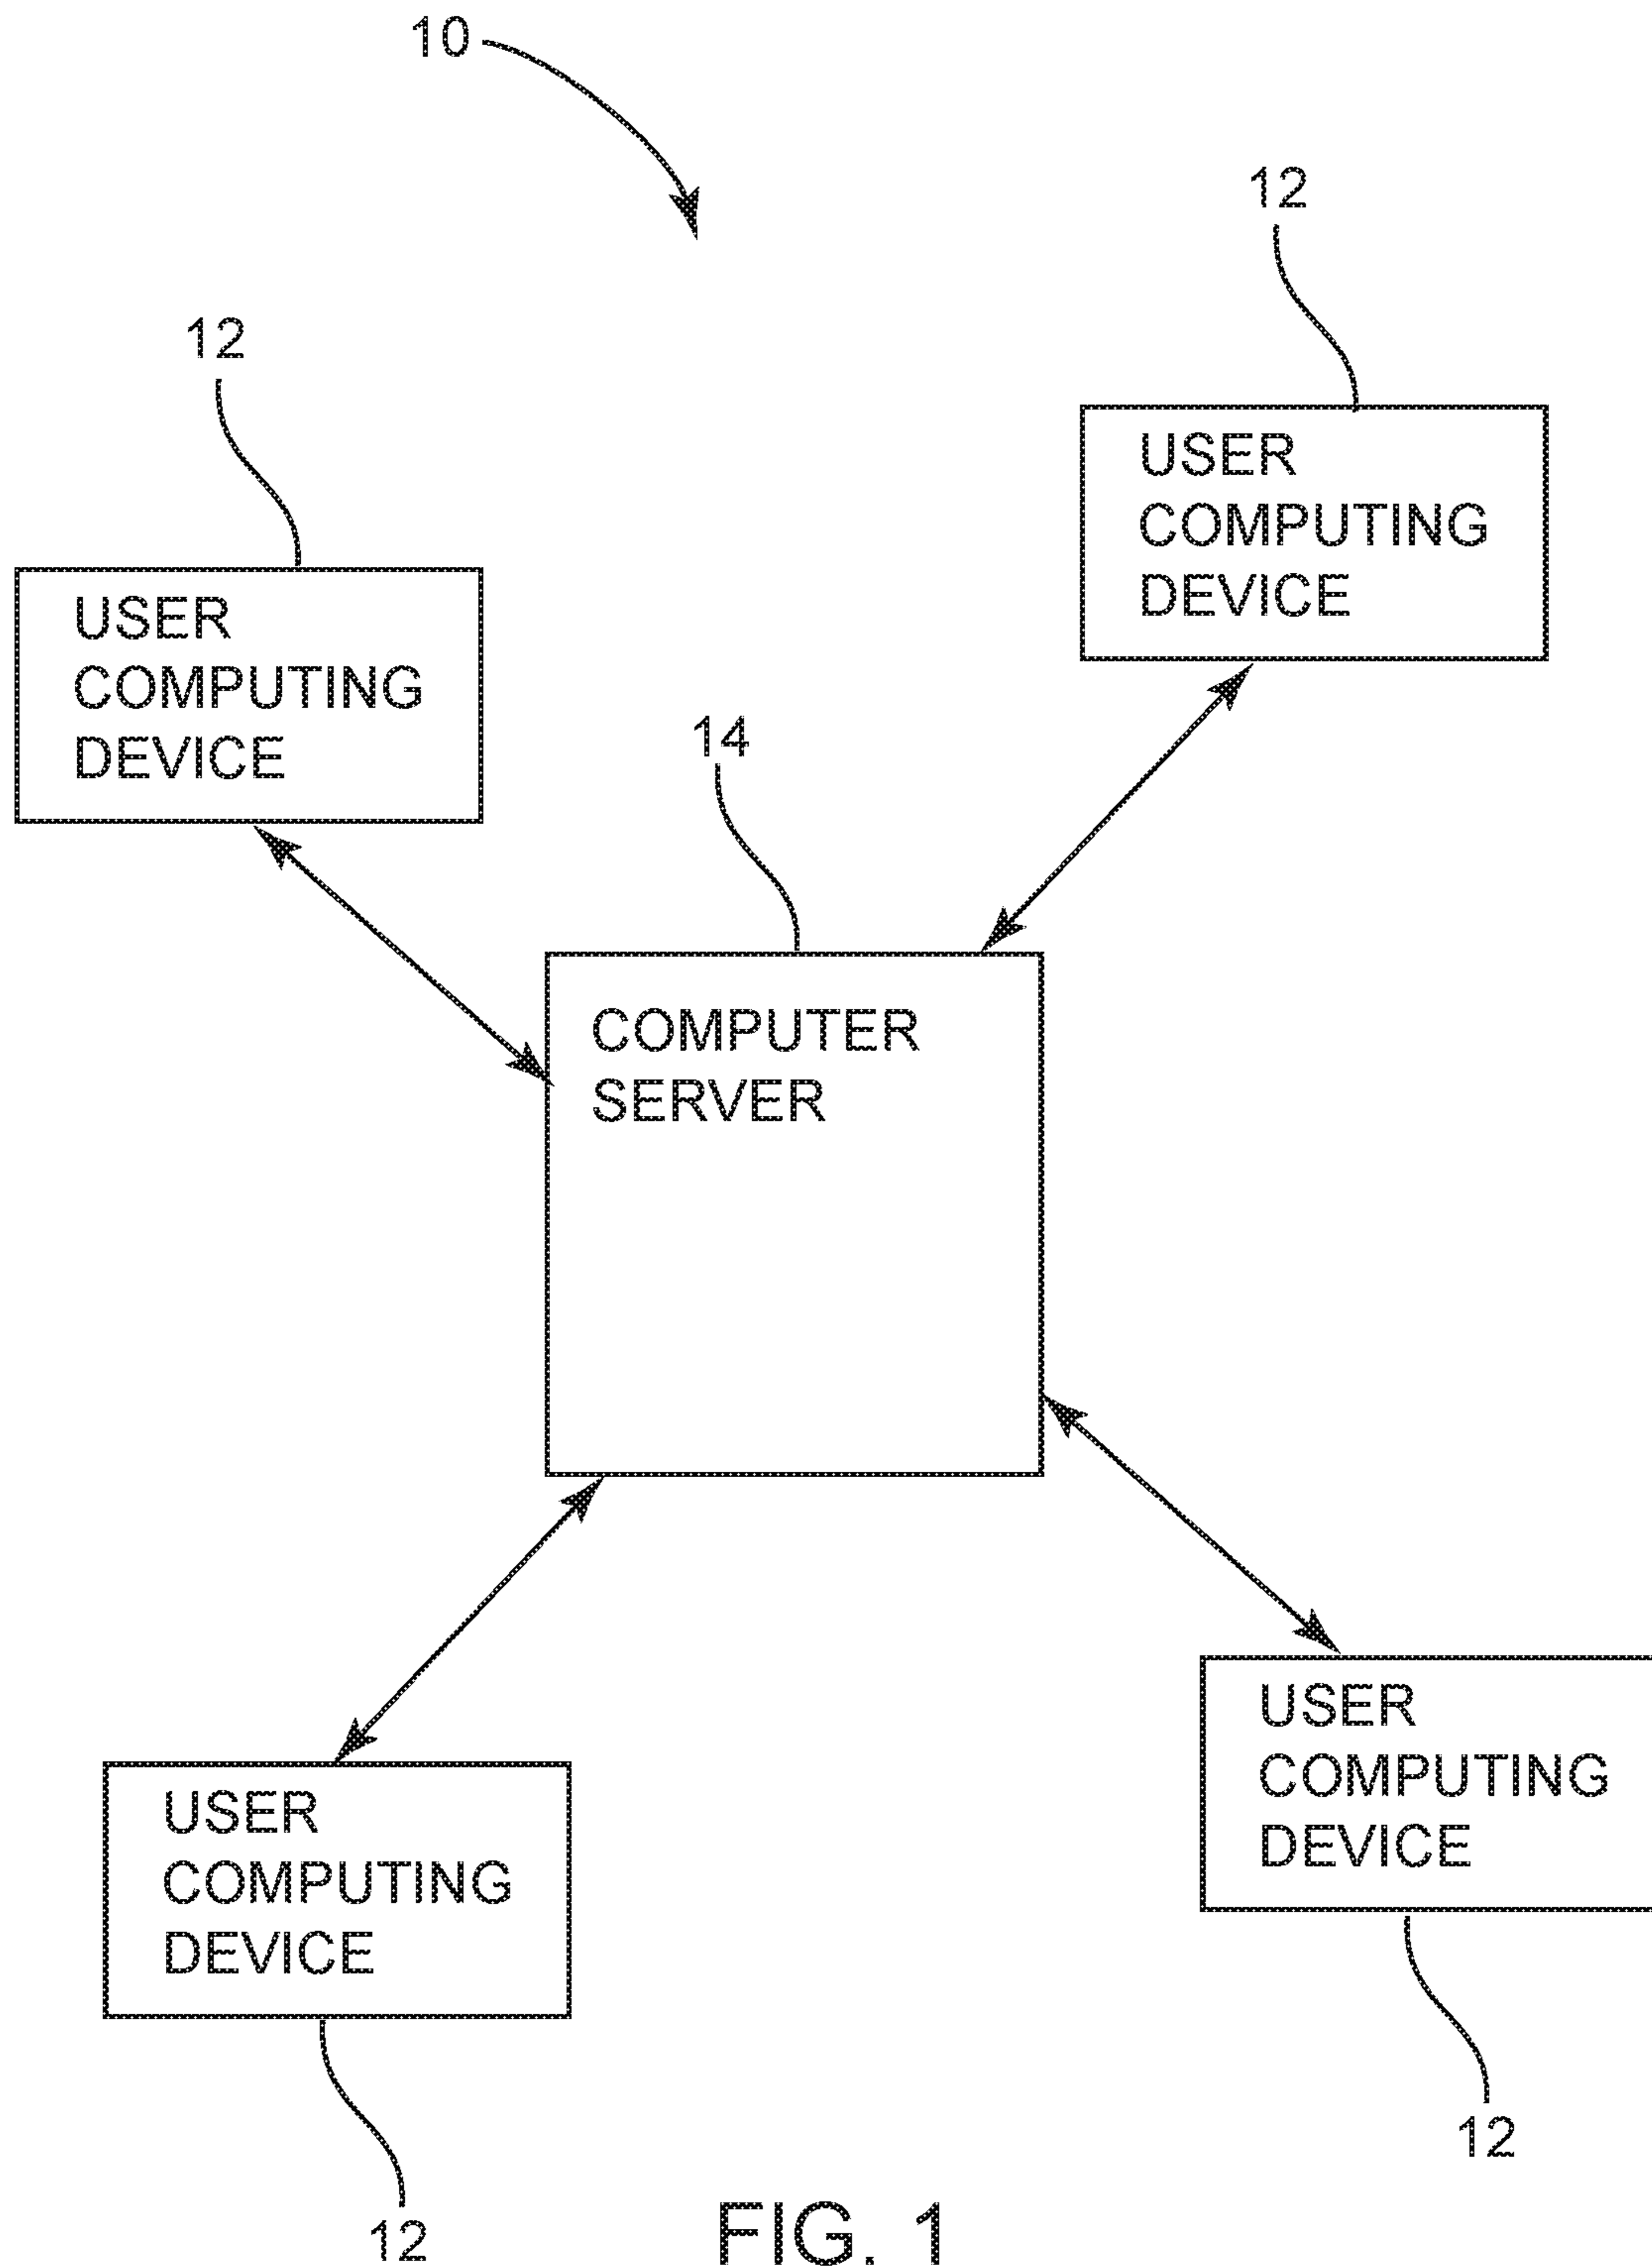 10
12
12
USER
COMPUTING
DEVICE
USER
COMPUTING
DEVICE
14
COMPUTER
SERVER
USER
COMPUTING
DEVICE
USER
COMPUTING
DEVICE
12
12
FIG. 1